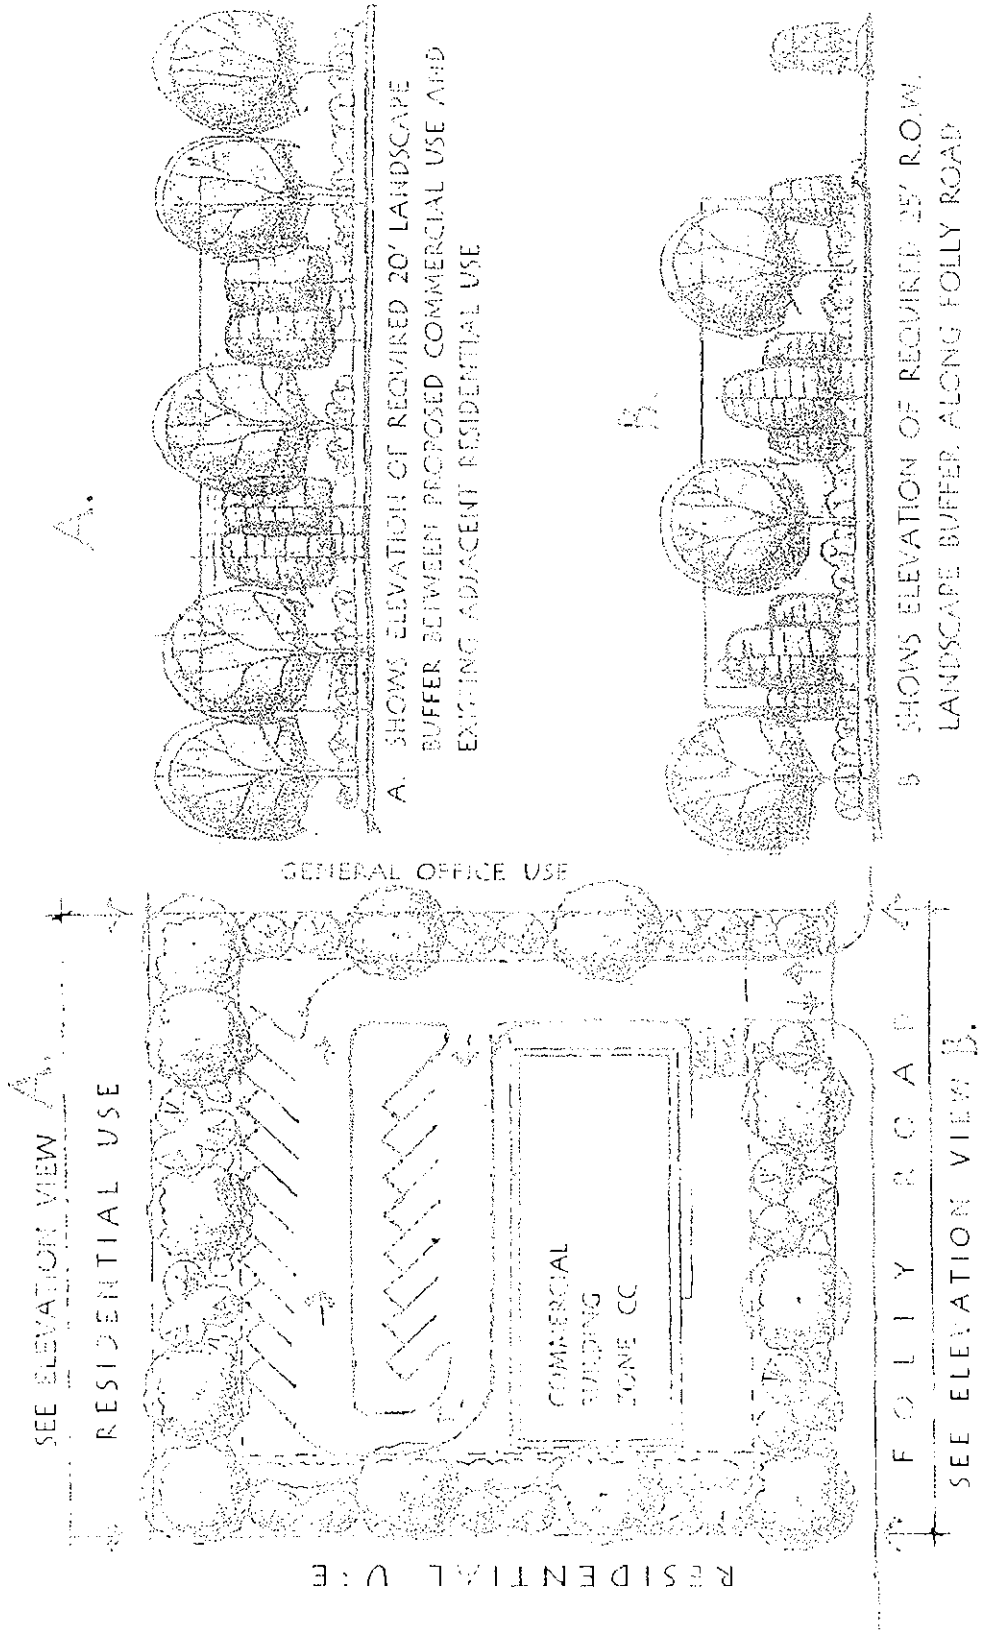 SEE ELEVATION VIEW A.
RESIDENTIAL USE
GENERAL OFFICE USE
COMMERCIAL
BUILDING
ZONE CC
RESIDENTIAL USE
FOLLY ROAD
SEE ELEVATION VIEW B.
A.
A. SHOWS ELEVATION OF REQUIRED 20' LANDSCAPE
BUFFER BETWEEN PROPOSED COMMERCIAL USE AND
EXISTING ADJACENT RESIDENTIAL USE
B.
B SHOWS ELEVATION OF REQUIRED 25' R.O.W.
LANDSCAPE BUFFER ALONG FOLLY ROAD